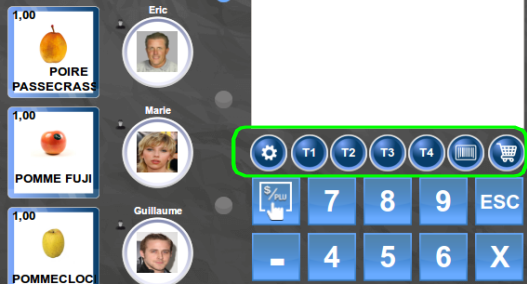 1,00
POIRE
PASSECRASS
Eric
1,00
POMME FUJI
Marie
1,00
POMMECLOC
Guillaume
T1 T2 T3 T4
$/PLU 7 8 9 ESC
- 4 5 6 X